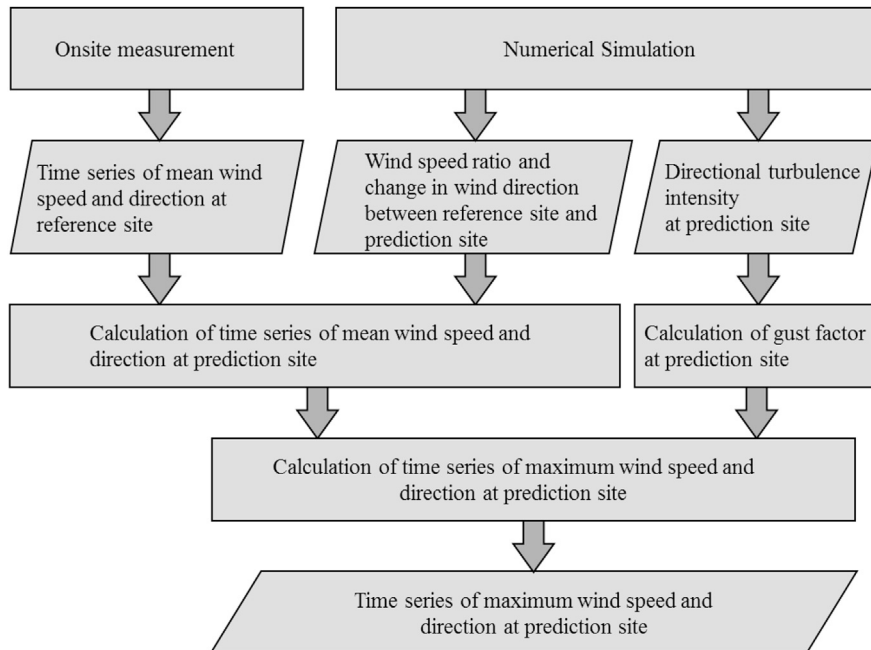 Onsite measurement
Numerical Simulation
Time series of mean wind
speed and direction at
reference site
Wind speed ratio and
change in wind direction
between reference site and
prediction site
Directional turbulence
intensity
at prediction site
Calculation of time series of mean wind speed and
direction at prediction site
Calculation of gust factor
at prediction site
Calculation of time series of maximum wind speed and
direction at prediction site
Time series of maximum wind speed and
direction at prediction site